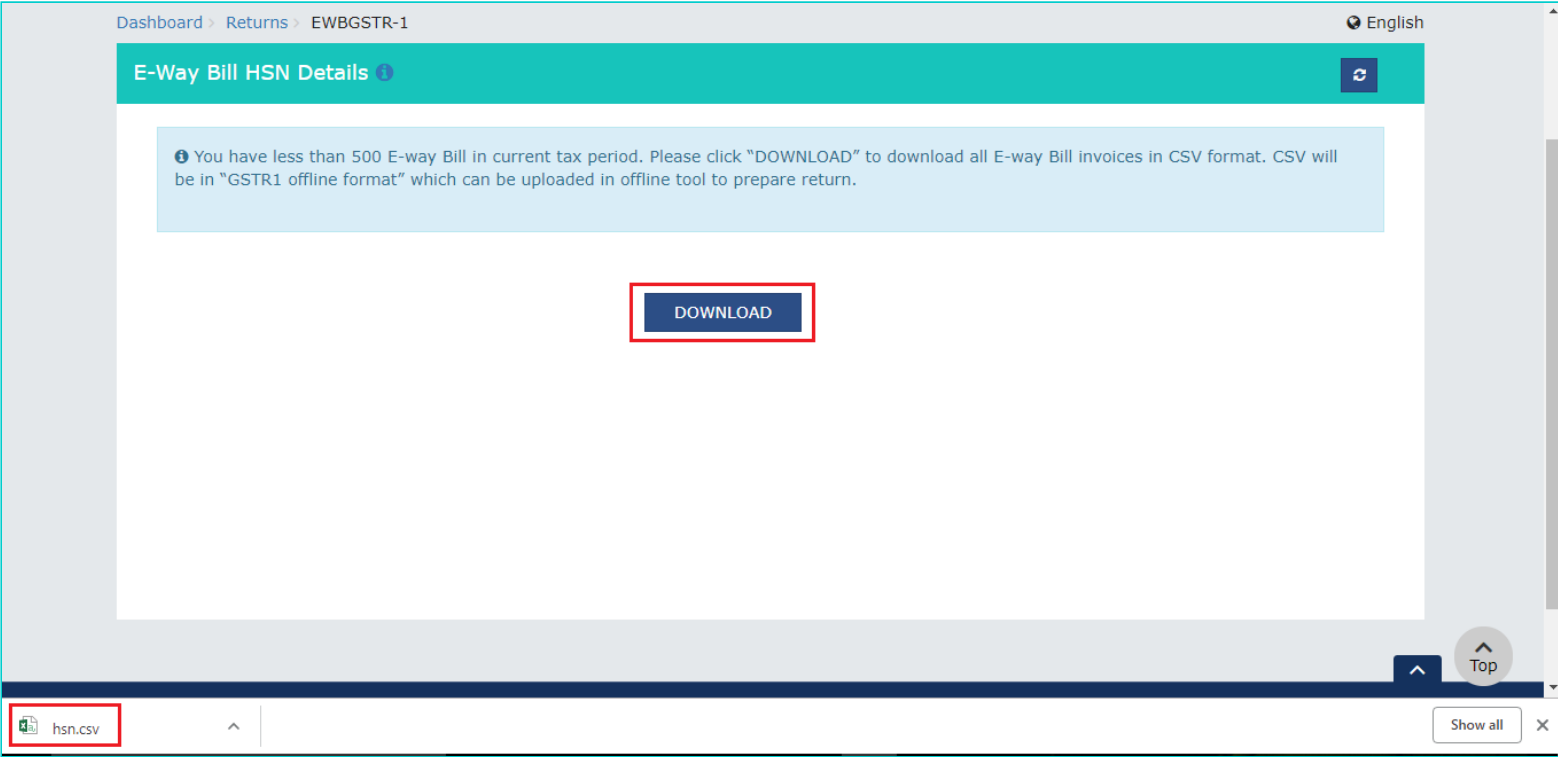 Dashboard > Returns > EWBGSTR-1
English
E-Way Bill HSN Details
You have less than 500 E-way Bill in current tax period. Please click “DOWNLOAD” to download all E-way Bill invoices in CSV format. CSV will
be in “GSTR1 offline format” which can be uploaded in offline tool to prepare return.
DOWNLOAD
Top
hsn.csv
Show all